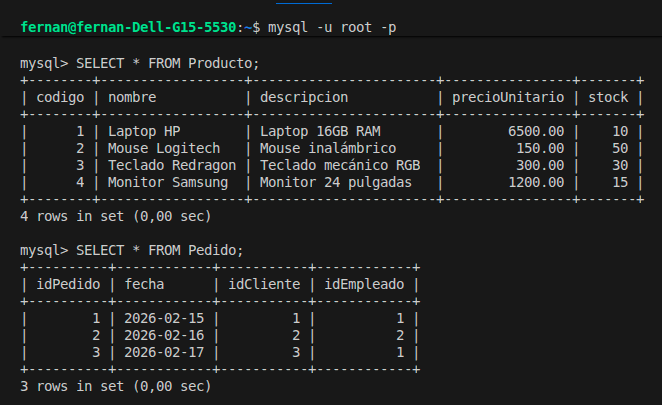 fernan@fernan-Dell-G15-5530:~$ mysql -u root -p
mysql> SELECT * FROM Producto;
+--------+------------------+-----------------------+----------------+-------+
| codigo | nombre           | descripcion           | precioUnitario | stock |
+--------+------------------+-----------------------+----------------+-------+
|      1 | Laptop HP        | Laptop 16GB RAM       |        6500.00 |    10 |
|      2 | Mouse Logitech   | Mouse inalámbrico     |         150.00 |    50 |
|      3 | Teclado Redragon | Teclado mecánico RGB  |         300.00 |    30 |
|      4 | Monitor Samsung  | Monitor 24 pulgadas   |        1200.00 |    15 |
+--------+------------------+-----------------------+----------------+-------+
4 rows in set (0,00 sec)
mysql> SELECT * FROM Pedido;
+----------+------------+-----------+------------+
| idPedido | fecha      | idCliente | idEmpleado |
+----------+------------+-----------+------------+
|        1 | 2026-02-15 |         1 |          1 |
|        2 | 2026-02-16 |         2 |          2 |
|        3 | 2026-02-17 |         3 |          1 |
+----------+------------+-----------+------------+
3 rows in set (0,00 sec)